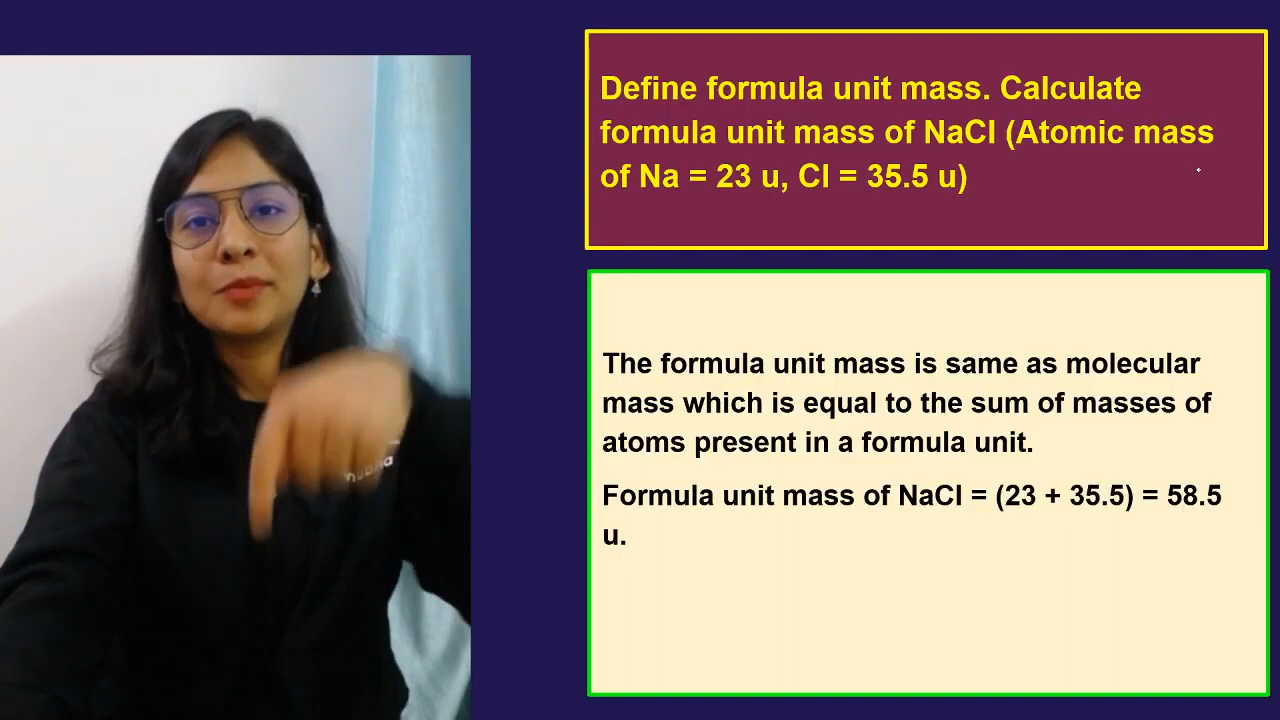 Define formula unit mass. Calculate
formula unit mass of NaCl (Atomic mass
of Na = 23 u, Cl = 35.5 u)
The formula unit mass is same as molecular
mass which is equal to the sum of masses of
atoms present in a formula unit.
Formula unit mass of NaCl = (23 + 35.5) = 58.5
u.